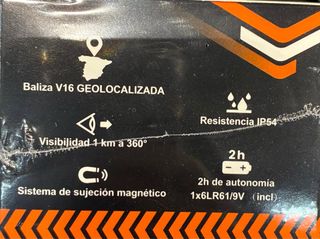 Baliza V16 GEOLOCALIZADA
Resistencia IP54
Visibilidad 1 km a 360°
2h
2h de autonomía
Sistema de sujeción magnético
1x6LR61/9V (incl)